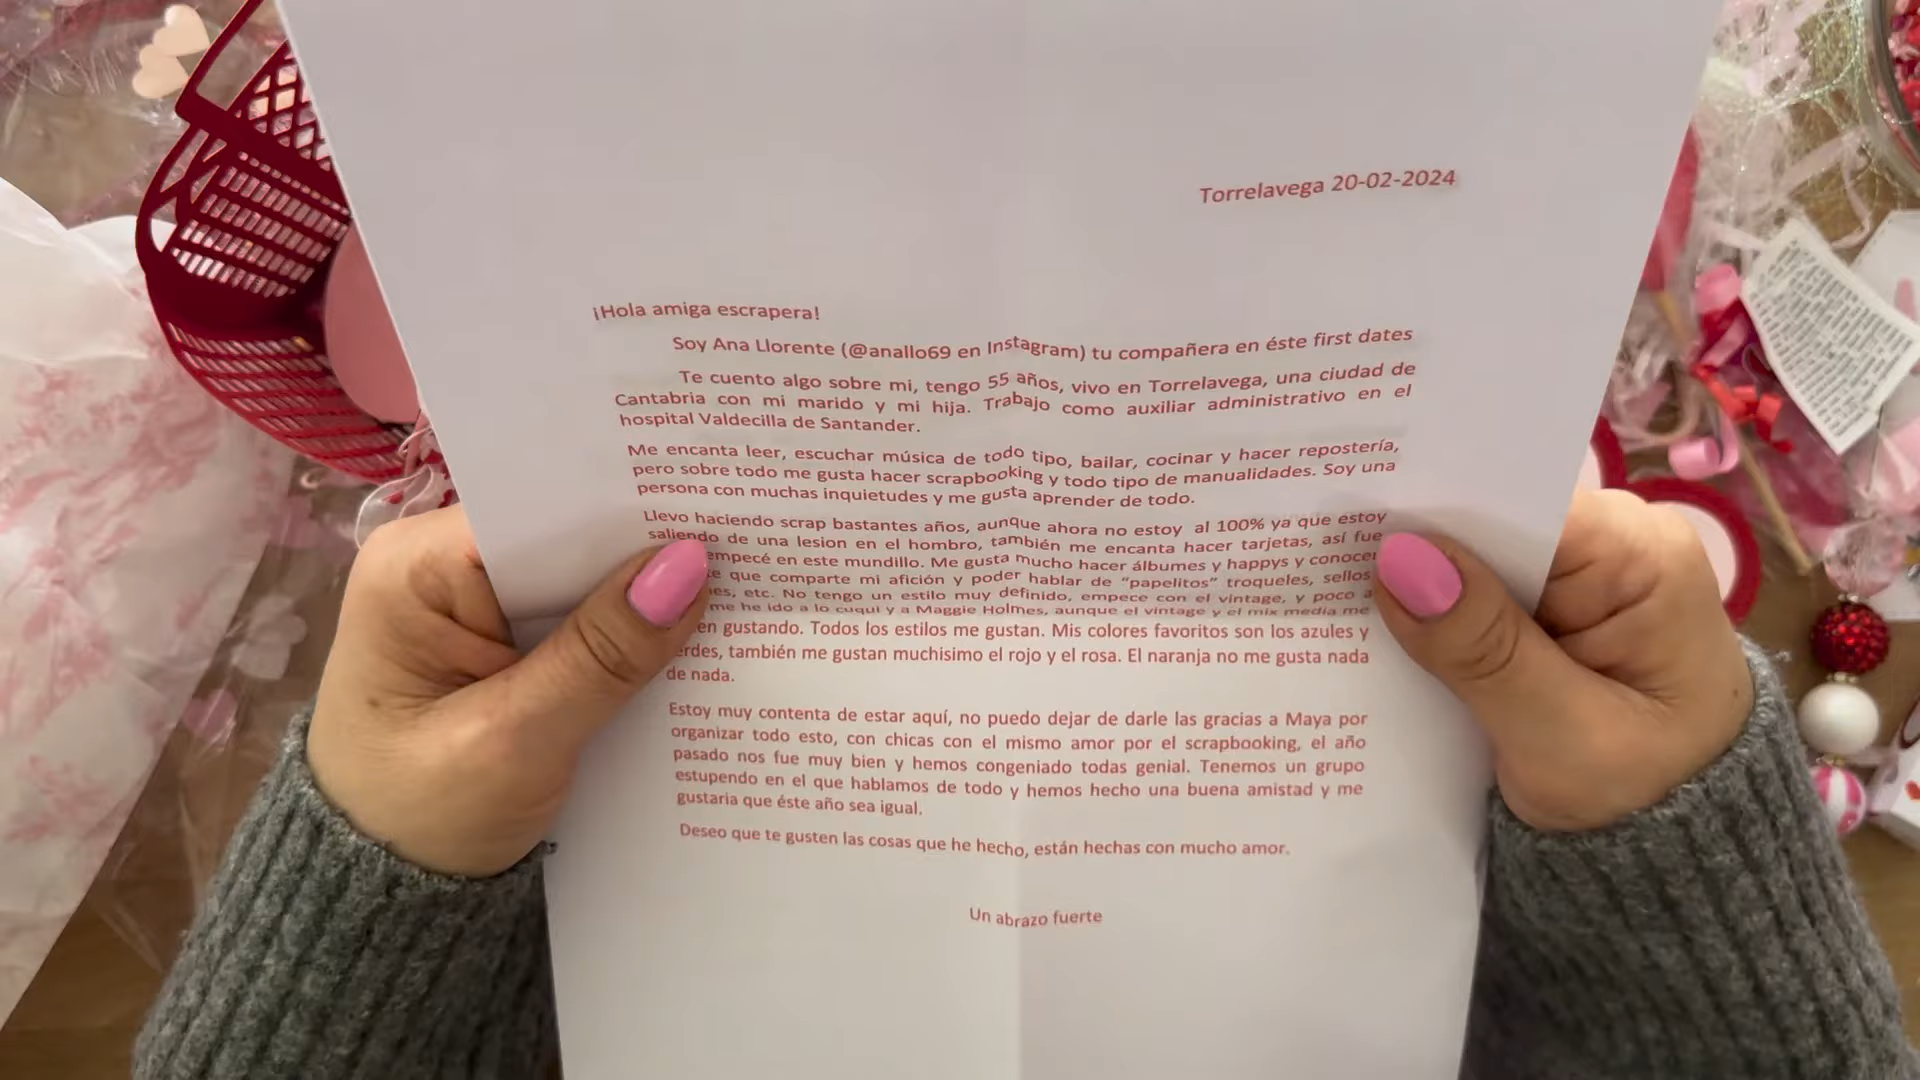 Torrelavega 20-02-2024
¡Hola amiga escrapera!
Soy Ana Llorente (@anallo69 en Instagram) tu compañera en éste first dates
Te cuento algo sobre mi, tengo 55 años, vivo en Torrelavega, una ciudad de
Cantabria con mi marido y mi hija. Trabajo como auxiliar administrativo en el
hospital Valdecilla de Santander.
Me encanta leer, escuchar música de todo tipo, bailar, cocinar y hacer repostería,
pero sobre todo me gusta hacer scrapbooking y todo tipo de manualidades. Soy una
persona con muchas inquietudes y me gusta aprender de todo.
Llevo haciendo scrap bastantes años, aunque ahora no estoy al 100% ya que estoy
saliendo de una lesion en el hombro, también me encanta hacer tarjetas, así fue
empecé en este mundillo. Me gusta mucho hacer álbumes y happys y conocer
que comparte mi afición y poder hablar de “papelitos” troqueles, sellos
etc. No tengo un estilo muy definido, empece con el vintage, y poco a
me he ido a lo cuqui y a Maggie Holmes, aunque el vintage y el mix media me
gustando. Todos los estilos me gustan. Mis colores favoritos son los azules y
también me gustan muchisimo el rojo y el rosa. El naranja no me gusta nada
de nada.
Estoy muy contenta de estar aquí, no puedo dejar de darle las gracias a Maya por
organizar todo esto, con chicas con el mismo amor por el scrapbooking, el año
pasado nos fue muy bien y hemos congeniado todas genial. Tenemos un grupo
estupendo en el que hablamos de todo y hemos hecho una buena amistad y me
gustaria que éste año sea igual.
Deseo que te gusten las cosas que he hecho, están hechas con mucho amor.
Un abrazo fuerte